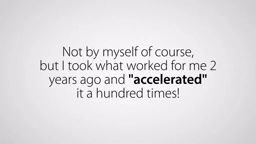 Not by myself of course,
but I took what worked for me 2
years ago and "accelerated"
it a hundred times!